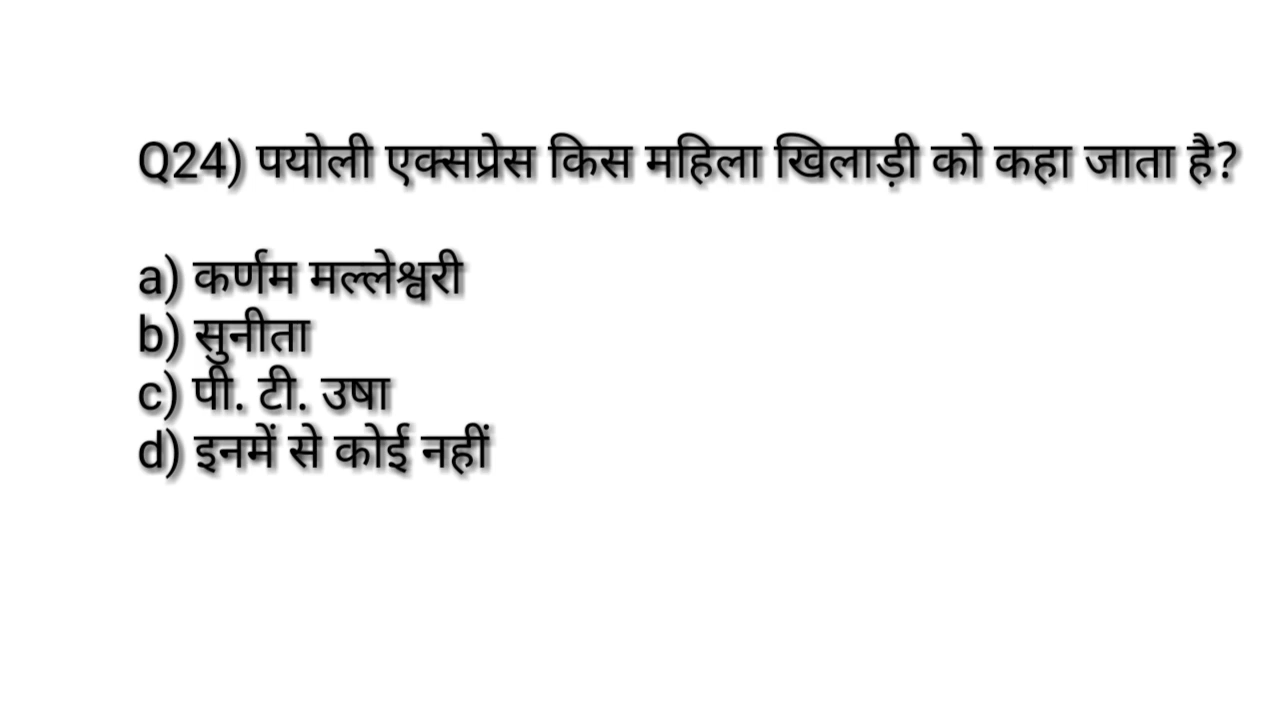 Q24) पयोली एक्सप्रेस किस महिला खिलाड़ी को कहा जाता है?
a) कर्णम मल्लेश्वरी
b) सुनीता
c) पी. टी. उषा
d) इनमें से कोई नहीं